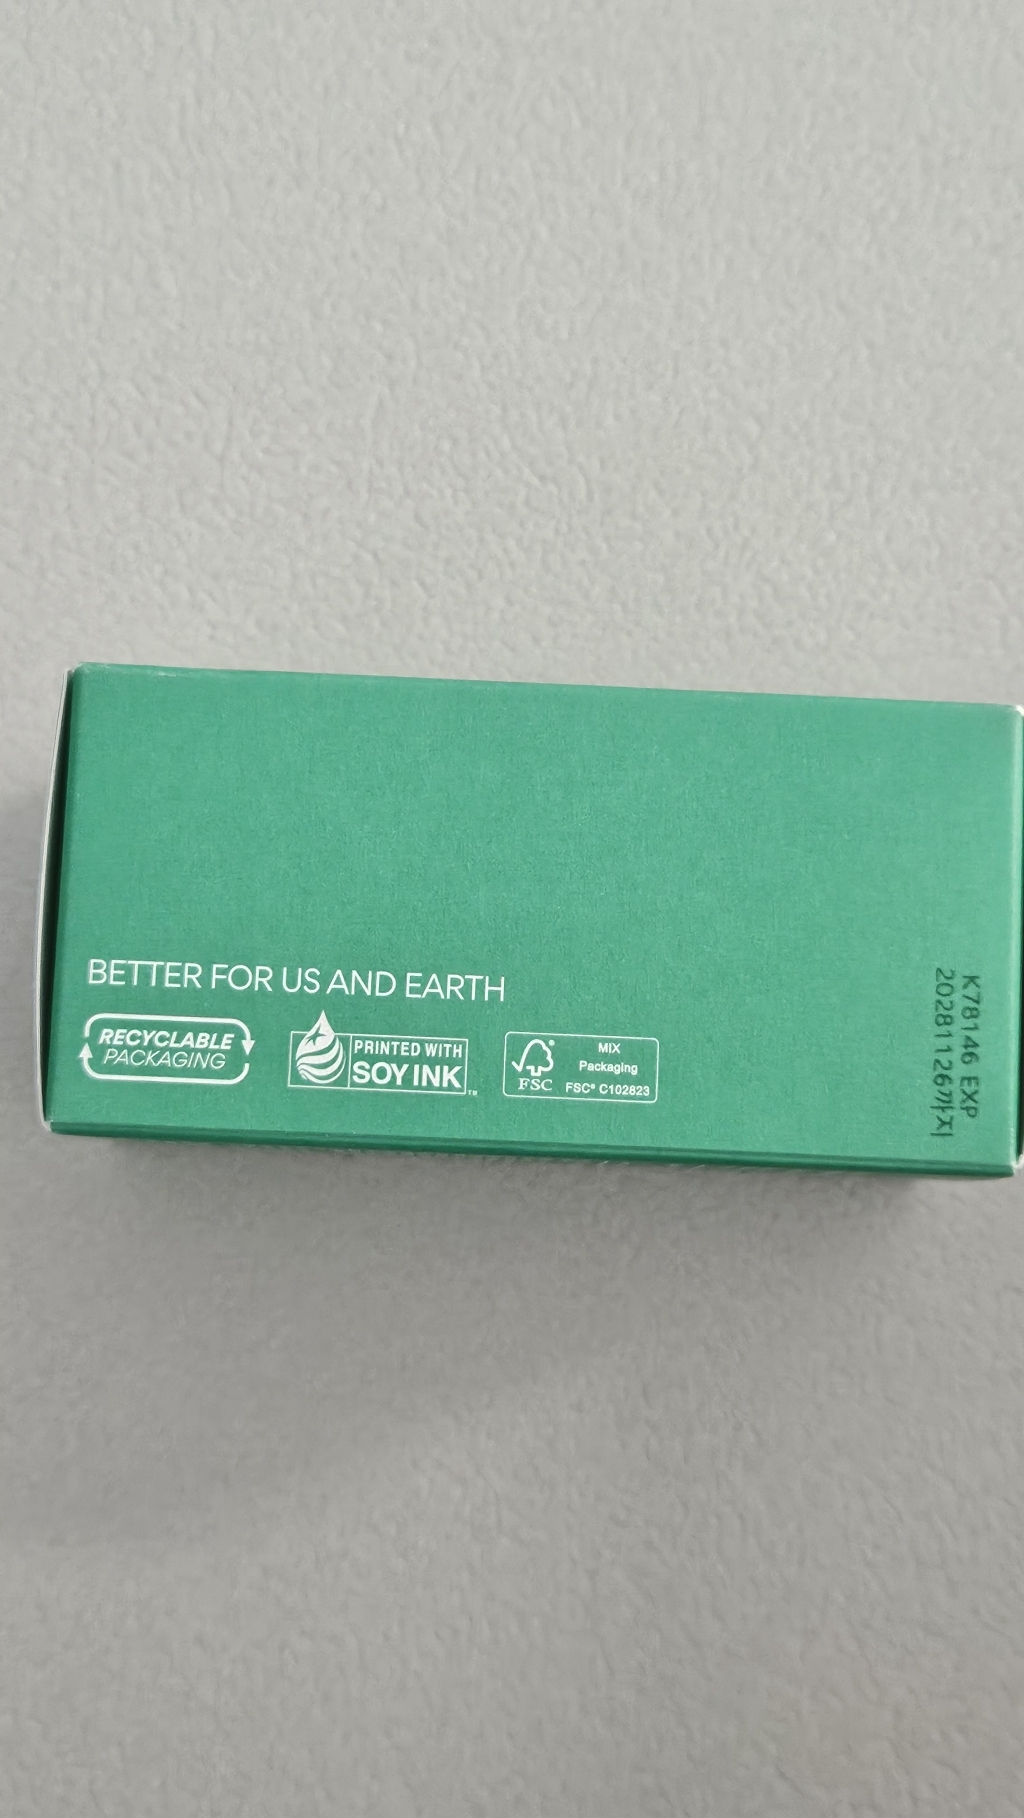 BETTER FOR US AND EARTH
RECYCLABLE
PACKAGING
PRINTED WITH
SOY INK™
FSC
MIX
Packaging
FSC® C102823
K78146 EXP
20281126까지